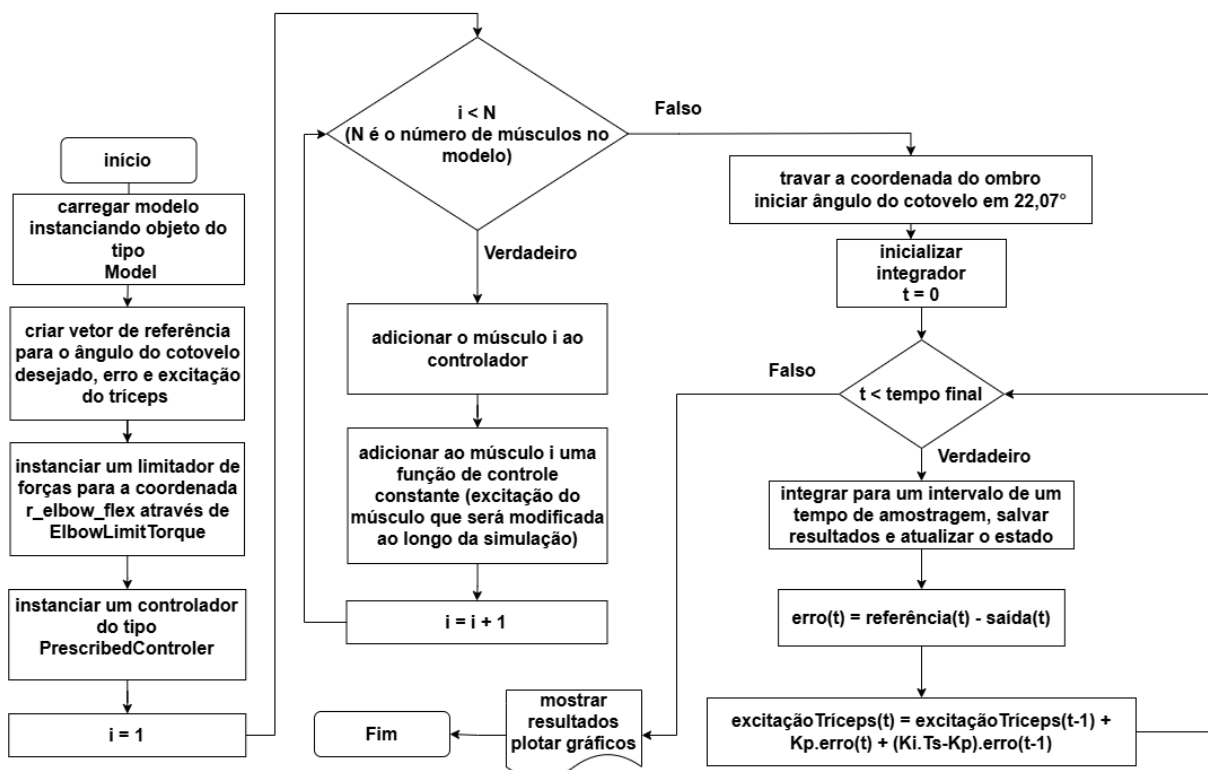 início
carregar modelo
instanciando objeto do
tipo
Model
criar vetor de referência
para o ângulo do cotovelo
desejado, erro e excitação
do tríceps
instanciar um limitador de
forças para a coordenada
r_elbow_flex através de
ElbowLimitTorque
instanciar um controlador
do tipo
PrescribedControler
i = 1
i < N
(N é o número de músculos no
modelo)
Falso
Verdadeiro
adicionar o músculo i ao
controlador
adicionar ao músculo i uma
função de controle
constante (excitação do
músculo que será modificada
ao longo da simulação)
i = i + 1
travar a coordenada do ombro
iniciar ângulo do cotovelo em 22,07°
inicializar
integrador
t = 0
t < tempo final
Falso
Verdadeiro
integrar para um intervalo de um
tempo de amostragem, salvar
resultados e atualizar o estado
erro(t) = referência(t) - saída(t)
excitaçãoTríceps(t) = excitaçãoTríceps(t-1) +
Kp.erro(t) + (Ki.Ts-Kp).erro(t-1)
mostrar
resultados
plotar gráficos
Fim